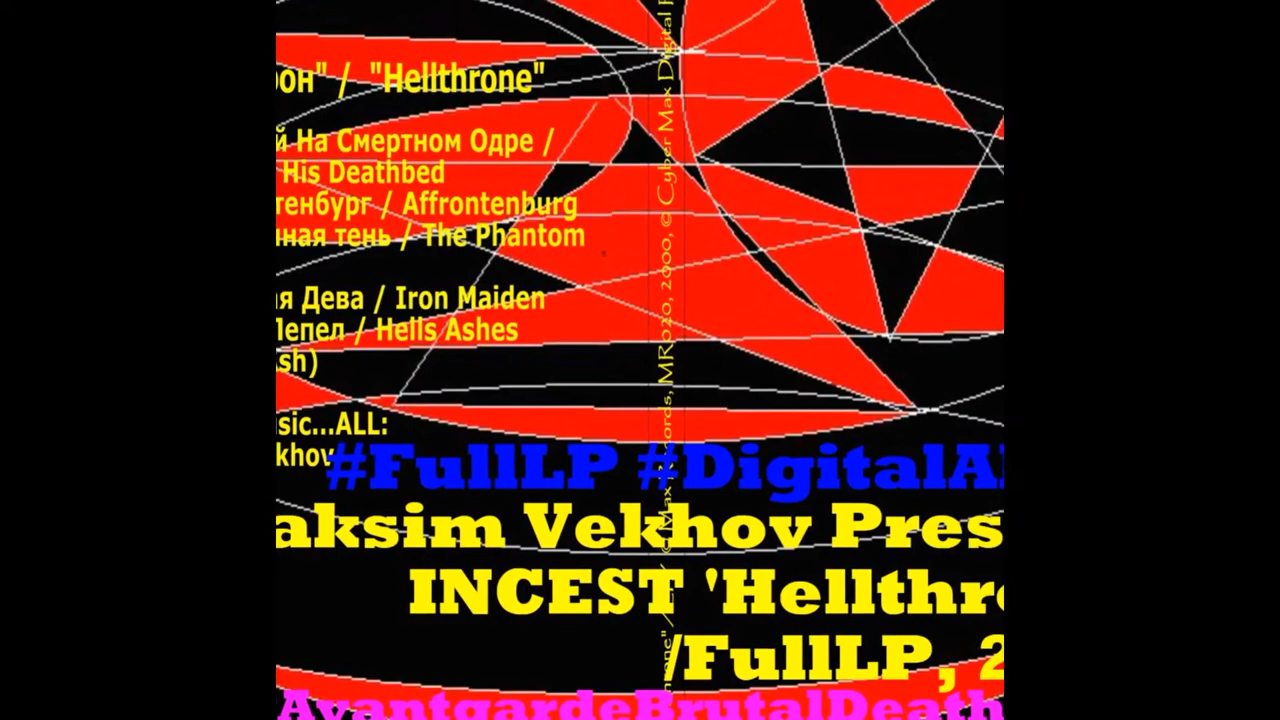 он" / "Hellthrone"
й На Смертном Одре /
His Deathbed
тенбург / Affrontenburg
ная тень / The Phantom
я Дева / Iron Maiden
Пепел / Hells Ashes
sh)
sic...ALL:
khov
#FullLP #DigitalAl
aksim Vekhov Pres
INCEST 'Hellthro
/FullLP, 2
AvantgardeBrutalDeath
Records, MR020, 2000, © Cyber Max Digital